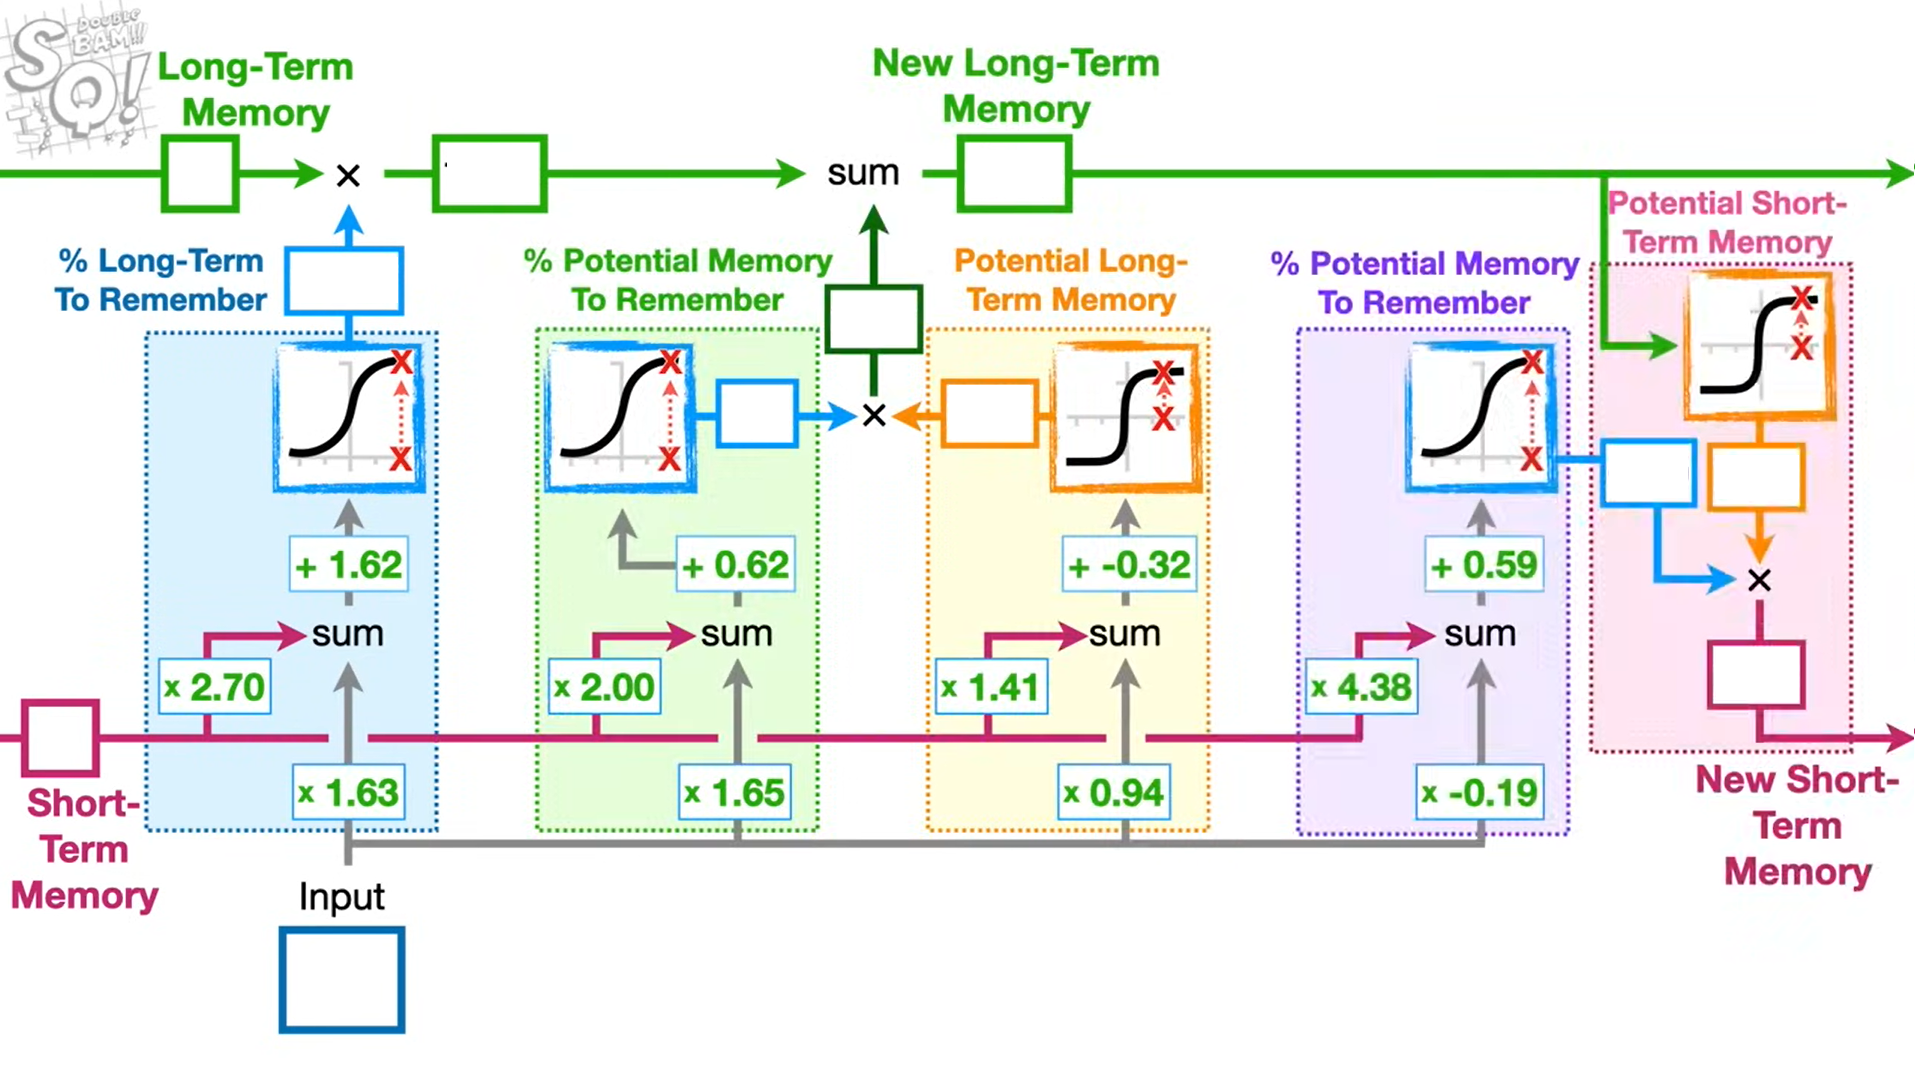 DOUBLE
BAM!!!
SQ!
Long-Term
Memory
New Long-Term
Memory
×
sum
Potential Short-
Term Memory
% Long-Term
To Remember
% Potential Memory
To Remember
Potential Long-
Term Memory
% Potential Memory
To Remember
X
X
X
X
X
X
X
X
X
X
×
×
+ 1.62
+ 0.62
+ -0.32
+ 0.59
sum
sum
sum
sum
x 2.70
x 2.00
x 1.41
x 4.38
x 1.63
x 1.65
x 0.94
x -0.19
Short-
Term
Memory
New Short-
Term
Memory
Input